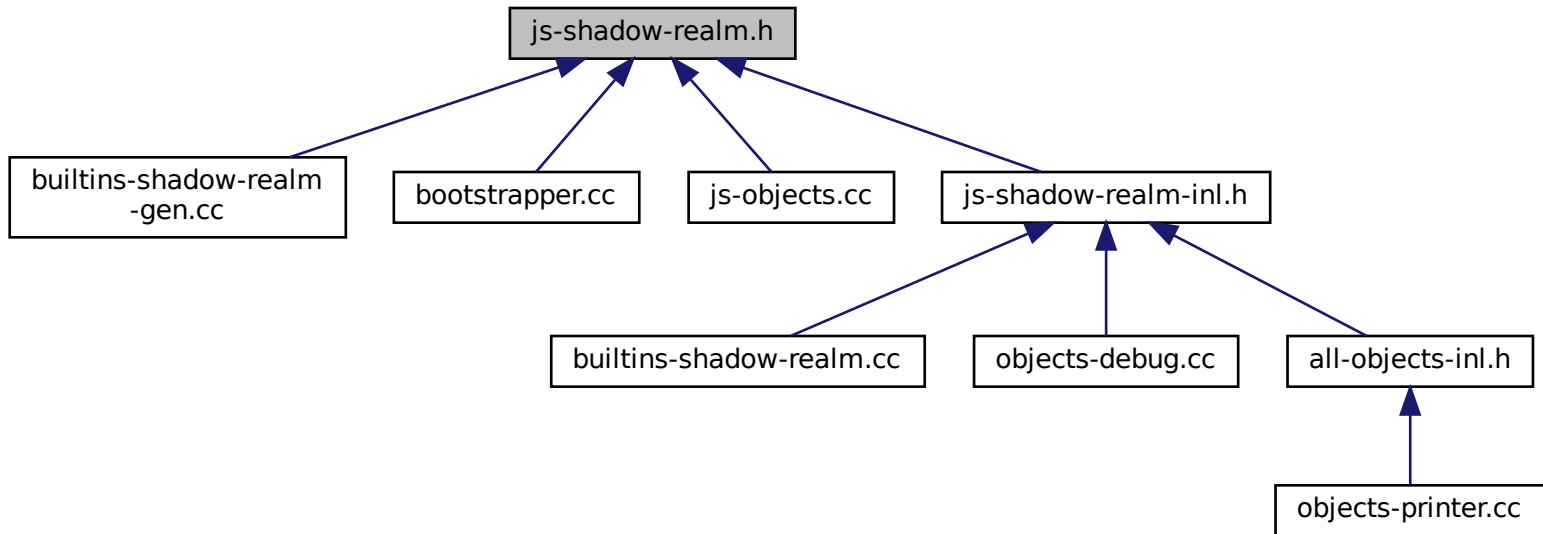 js-shadow-realm.h
builtins-shadow-realm
-gen.cc
bootstrapper.cc
js-objects.cc
js-shadow-realm-inl.h
builtins-shadow-realm.cc
objects-debug.cc
all-objects-inl.h
objects-printer.cc